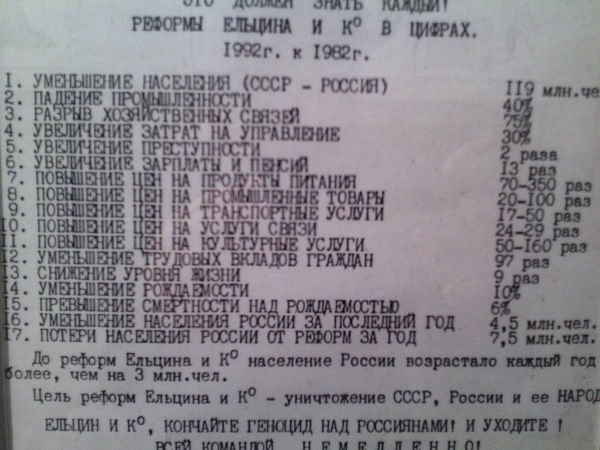 ЭТО ДОЛЖЕН ЗНАТЬ КАЖДЫЙ!
РЕФОРМЫ ЕЛЬЦИНА И К° В ЦИФРАХ.
1992г. к 1982г.
1. УМЕНЬШЕНИЕ НАСЕЛЕНИЯ (СССР - РОССИЯ) 119 млн.че
2. ПАДЕНИЕ ПРОМЫШЛЕННОСТИ 40%
3. РАЗРЫВ ХОЗЯЙСТВЕННЫХ СВЯЗЕЙ 75%
4. УВЕЛИЧЕНИЕ ЗАТРАТ НА УПРАВЛЕНИЕ 30%
5. УВЕЛИЧЕНИЕ ПРЕСТУПНОСТИ 2 раза
6. УВЕЛИЧЕНИЕ ЗАРПЛАТЫ И ПЕНСИЙ 13 раз
7. ПОВЫШЕНИЕ ЦЕН НА ПРОДУКТЫ ПИТАНИЯ 70-350 раз
8. ПОВЫШЕНИЕ ЦЕН НА ПРОМЫШЛЕННЫЕ ТОВАРЫ 20-100 раз
9. ПОВЫШЕНИЕ ЦЕН НА ТРАНСПОРТНЫЕ УСЛУГИ 17-50 раз
10. ПОВЫШЕНИЕ ЦЕН НА УСЛУГИ СВЯЗИ 24-29 раз
11. ПОВЫШЕНИЕ ЦЕН НА КУЛЬТУРНЫЕ УСЛУГИ 50-160 раз
12. УМЕНЬШЕНИЕ ТРУДОВЫХ ВКЛАДОВ ГРАЖДАН 97 раз
13. СНИЖЕНИЕ УРОВНЯ ЖИЗНИ 9 раз
14. УМЕНЬШЕНИЕ РОЖДАЕМОСТИ 10%
15. ПРЕВЫШЕНИЕ СМЕРТНОСТИ НАД РОЖДАЕМОСТЬЮ 6%
16. УМЕНЬШЕНИЕ НАСЕЛЕНИЯ РОССИИ ЗА ПОСЛЕДНИЙ ГОД 4,5 млн.чел.
17. ПОТЕРИ НАСЕЛЕНИЯ РОССИИ ОТ РЕФОРМ ЗА ГОД 7,5 млн.чел.
До реформ Ельцина и К° население России возрастало каждый год
более, чем на 3 млн.чел.
Цель реформ Ельцина и К° - уничтожение СССР, России и ее НАРОД
ЕЛЬЦИН И К°, КОНЧАЙТЕ ГЕНОЦИД НАД РОССИЯНАМИ! И УХОДИТЕ !
ВСЕЙ КОМАНДОЙ Н Е М Е Д Л Е Н Н О !